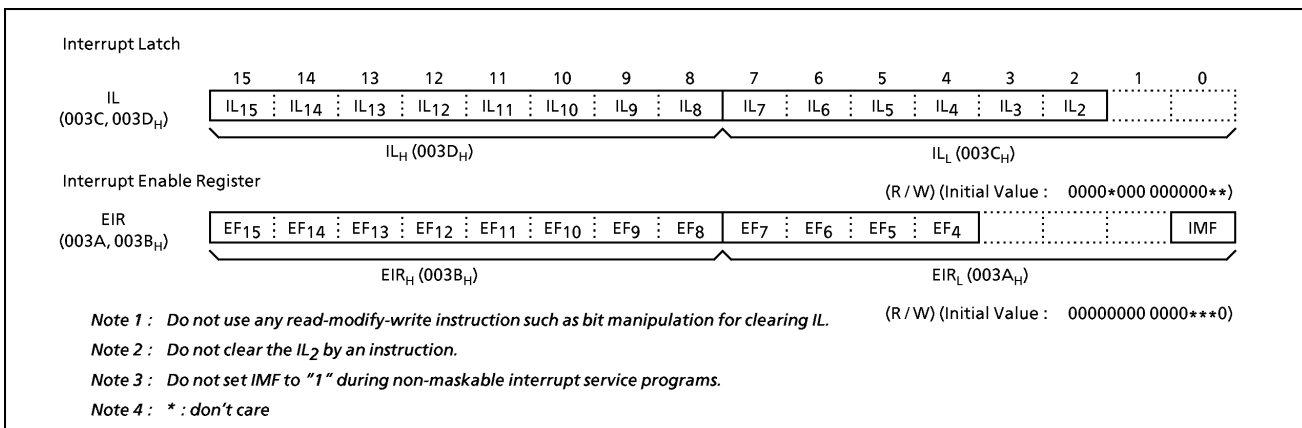 Interrupt Latch
15 14 13 12 11 10 9 8 7 6 5 4 3 2 1 0
IL
(003C, 003DH)
IL15 IL14 IL13 IL12 IL11 IL10 IL9 IL8 IL7 IL6 IL5 IL4 IL3 IL2
ILH (003DH) ILL (003CH)
Interrupt Enable Register
(R / W) (Initial Value : 0000*000 000000**)
EIR
(003A, 003BH)
EF15 EF14 EF13 EF12 EF11 EF10 EF9 EF8 EF7 EF6 EF5 EF4 IMF
EIRH (003BH) EIRL (003AH)
(R / W) (Initial Value : 00000000 0000***0)
Note 1 : Do not use any read-modify-write instruction such as bit manipulation for clearing IL.
Note 2 : Do not clear the IL2 by an instruction.
Note 3 : Do not set IMF to "1" during non-maskable interrupt service programs.
Note 4 : * : don't care